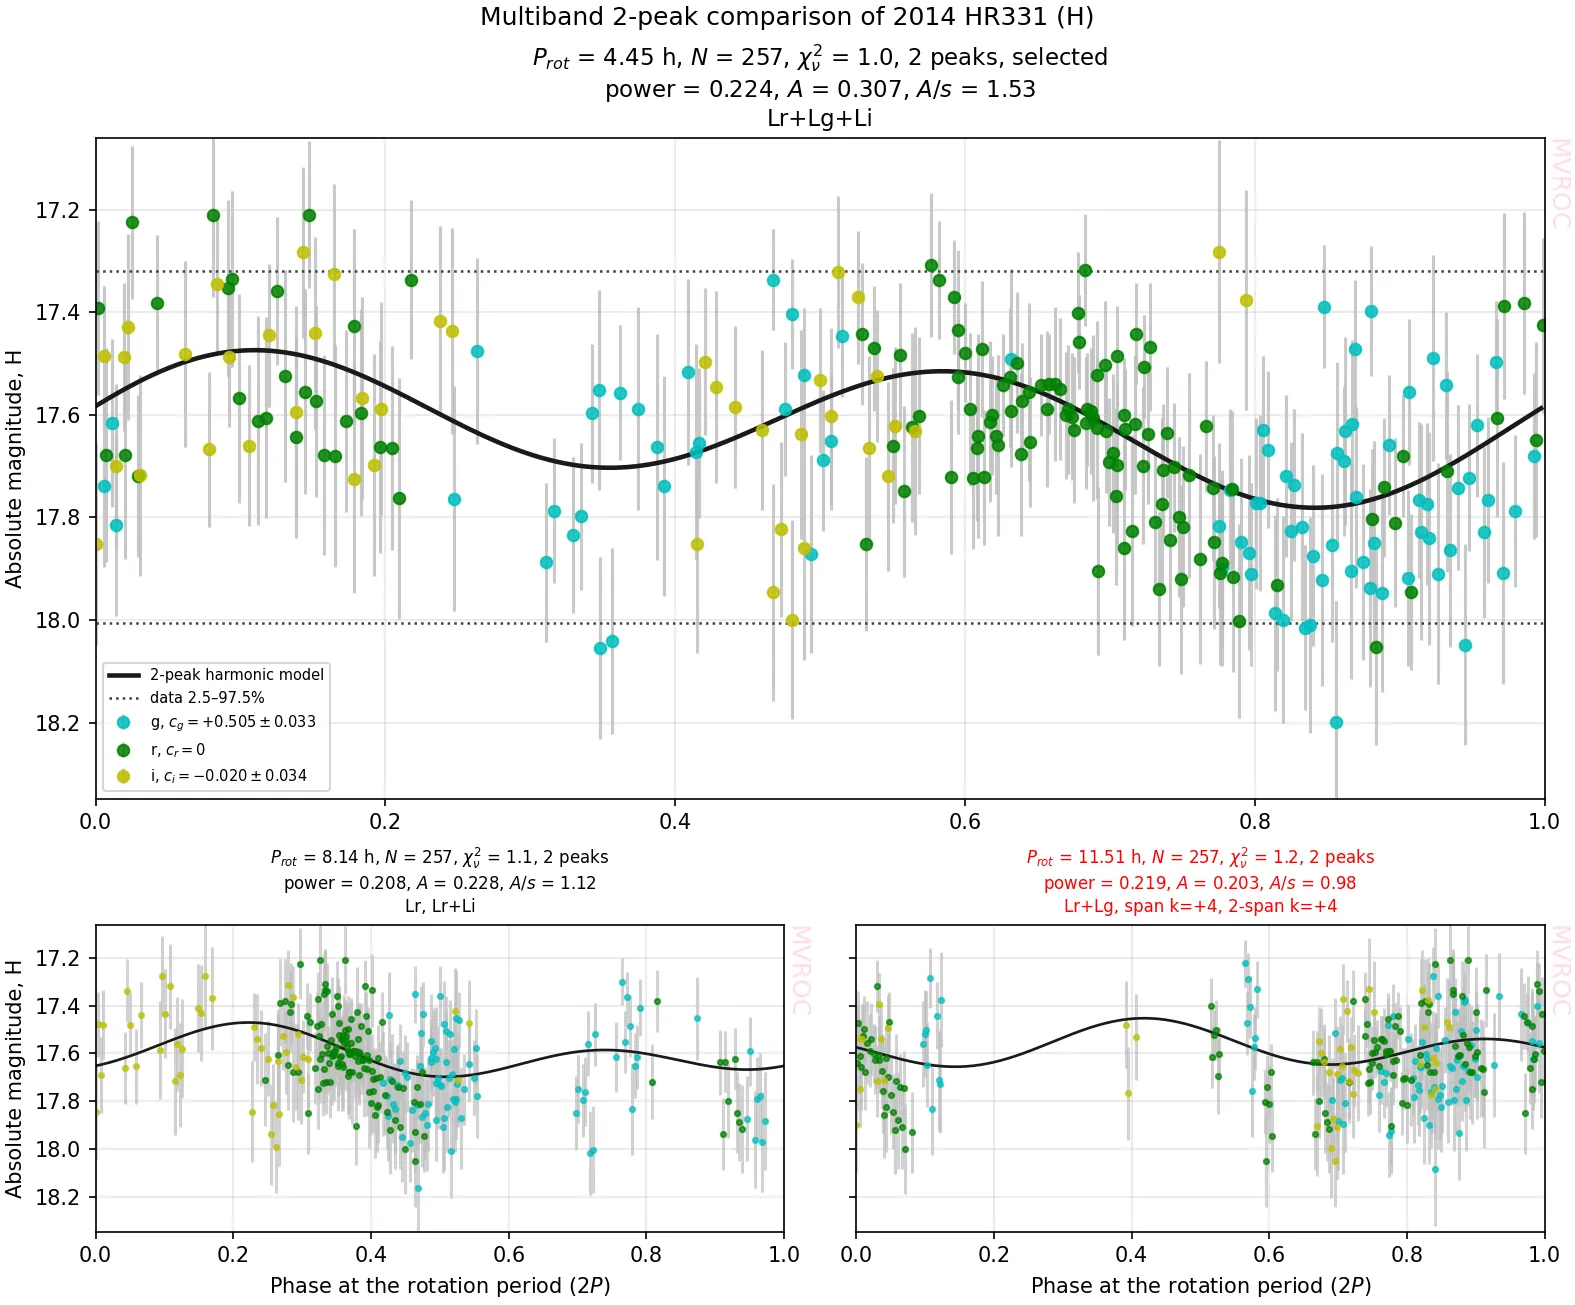 Multiband 2-peak comparison of 2014 HR331 (H)
P_rot = 4.45 h, N = 257, χ²_ν = 1.0, 2 peaks, selected
power = 0.224, A = 0.307, A/s = 1.53
Lr+Lg+Li
MVROC
Absolute magnitude, H
17.2
17.4
17.6
17.8
18.0
18.2
2-peak harmonic model
data 2.5–97.5%
g, c_g = +0.505 ± 0.033
r, c_r = 0
i, c_i = −0.020 ± 0.034
0.0 0.2 0.4 0.6 0.8 1.0
P_rot = 8.14 h, N = 257, χ²_ν = 1.1, 2 peaks
power = 0.208, A = 0.228, A/s = 1.12
Lr, Lr+Li
MVROC
Absolute magnitude, H
17.2
17.4
17.6
17.8
18.0
18.2
0.0 0.2 0.4 0.6 0.8 1.0
Phase at the rotation period (2P)
P_rot = 11.51 h, N = 257, χ²_ν = 1.2, 2 peaks
power = 0.219, A = 0.203, A/s = 0.98
Lr+Lg, span k=+4, 2-span k=+4
MVROC
0.0 0.2 0.4 0.6 0.8 1.0
Phase at the rotation period (2P)